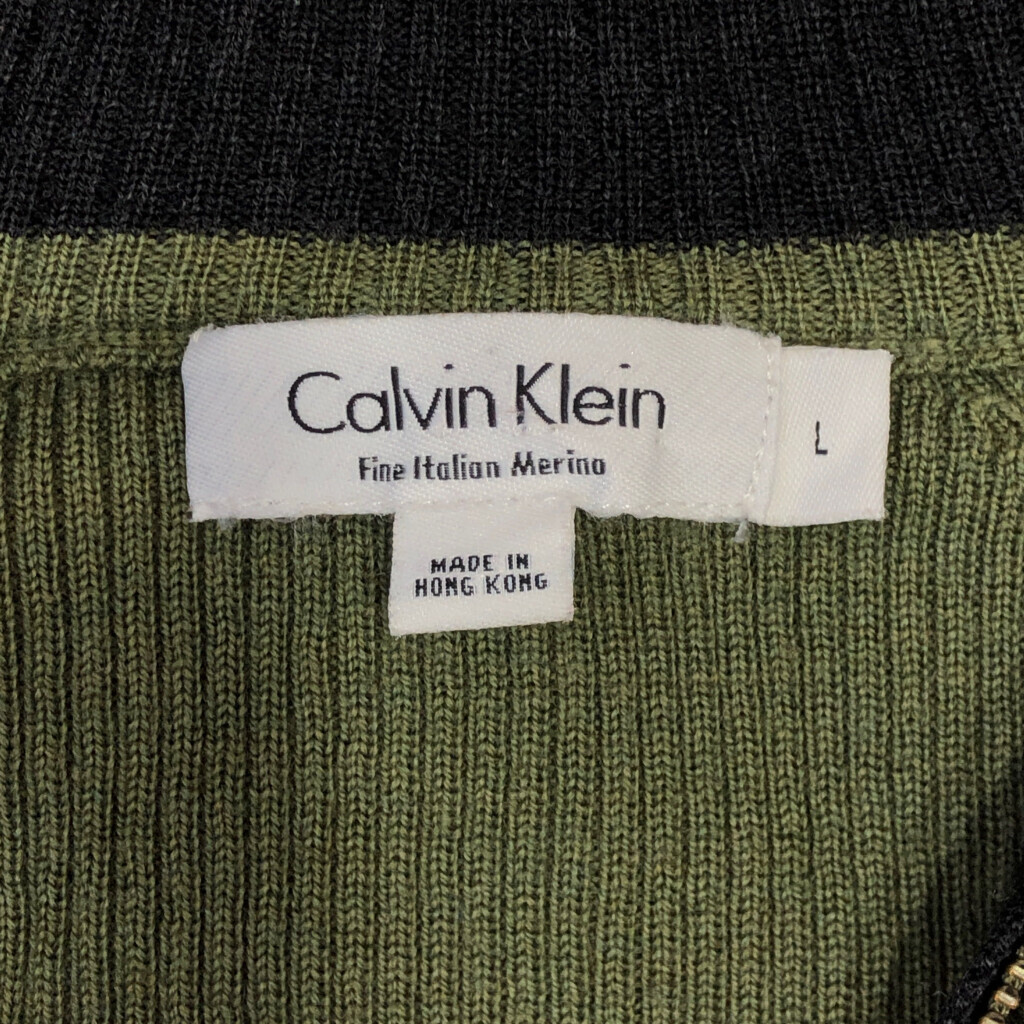 Calvin Klein
Fine Italian Merino
L
MADE IN
HONG KONG